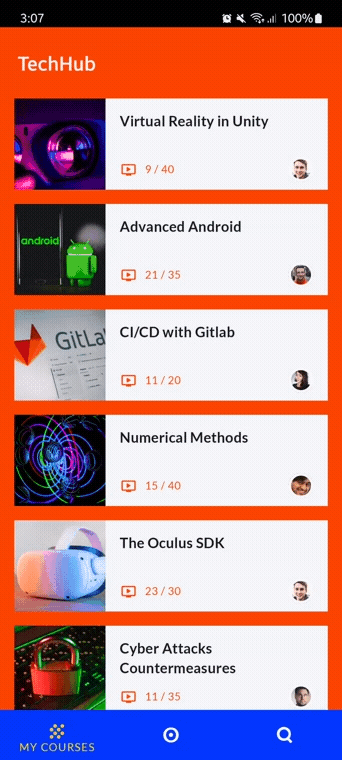 3:07
100%
TechHub
Virtual Reality in Unity
9 / 40
android
Advanced Android
21 / 35
GitLab
CI/CD with Gitlab
11 / 20
Numerical Methods
15 / 40
The Oculus SDK
23 / 30
Cyber Attacks
Countermeasures
11 / 35
MY COURSES